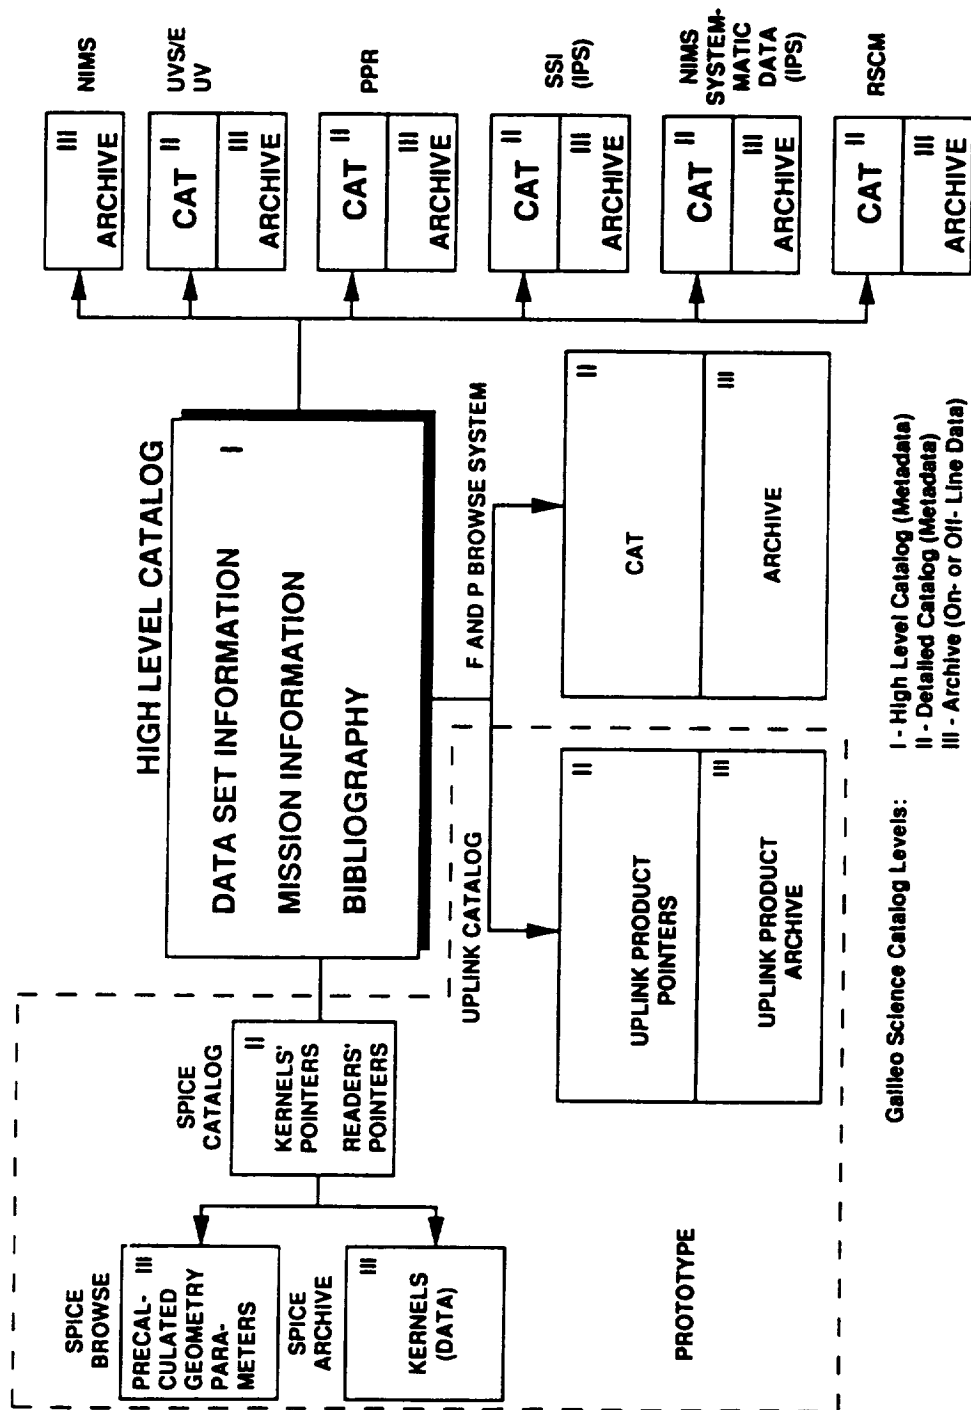 HIGH LEVEL CATALOG
DATA SET INFORMATION I
MISSION INFORMATION
BIBLIOGRAPHY
SPICE
BROWSE
PRECAL- III
CULATED
GEOMETRY
PARA-
METERS
SPICE
ARCHIVE
III
KERNELS
(DATA)
SPICE
CATALOG
II
KERNELS'
POINTERS
READERS'
POINTERS
PROTOTYPE
UPLINK CATALOG
II
UPLINK PRODUCT
POINTERS
III
UPLINK PRODUCT
ARCHIVE
F AND P BROWSE SYSTEM
II
CAT
III
ARCHIVE
NIMS
III
ARCHIVE
UVS/E
UV
CAT II
III
ARCHIVE
PPR
CAT II
III
ARCHIVE
SSI
(IPS)
CAT II
III
ARCHIVE
NIMS
SYSTEM-
MATIC
DATA
(IPS)
CAT II
III
ARCHIVE
RSCM
CAT II
III
ARCHIVE
Galileo Science Catalog Levels: I - High Level Catalog (Metadata)
II - Detailed Catalog (Metadata)
III - Archive (On- or Off- Line Data)